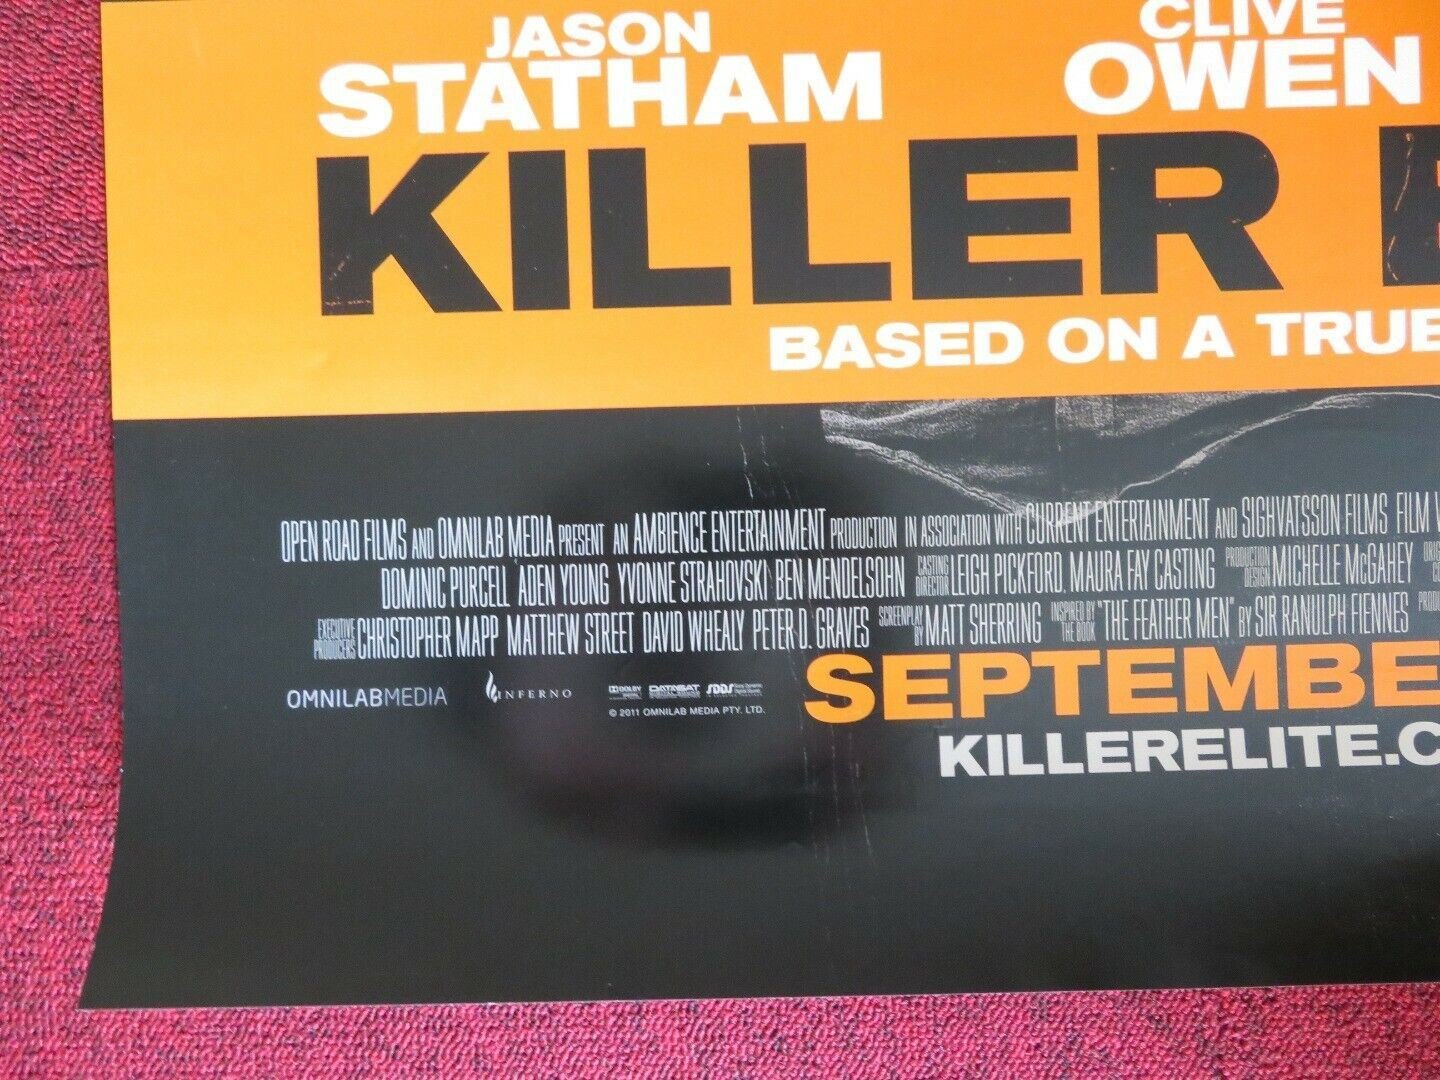 JASON CLIVE
STATHAM OWEN
KILLER E
BASED ON A TRUE
OPEN ROAD FILMS AND OMNILAB MEDIA PRESENT AN AMBIENCE ENTERTAINMENT PRODUCTION IN ASSOCIATION WITH CURRENT ENTERTAINMENT AND SIGHVATSSON FILMS FILM
DOMINIC PURCELL ADEN YOUNG YVONNE STRAHOVSKI BEN MENDELSOHN CASTING DIRECTOR LEIGH PICKFORD, MAURA FAY CASTING PRODUCTION DESIGN MICHELLE McGAHEY
EXECUTIVE PRODUCERS CHRISTOPHER MAPP MATTHEW STREET DAVID WHEALY PETER D. GRAVES SCREENPLAY BY MATT SHERRING INSPIRED BY THE BOOK "THE FEATHER MEN" BY SIR RANULPH FIENNES
SEPTEMBE
OMNILABMEDIA INFERNO DOLBY DATASAT SDDS
© 2011 OMNILAB MEDIA PTY. LTD.
KILLERELITE.C